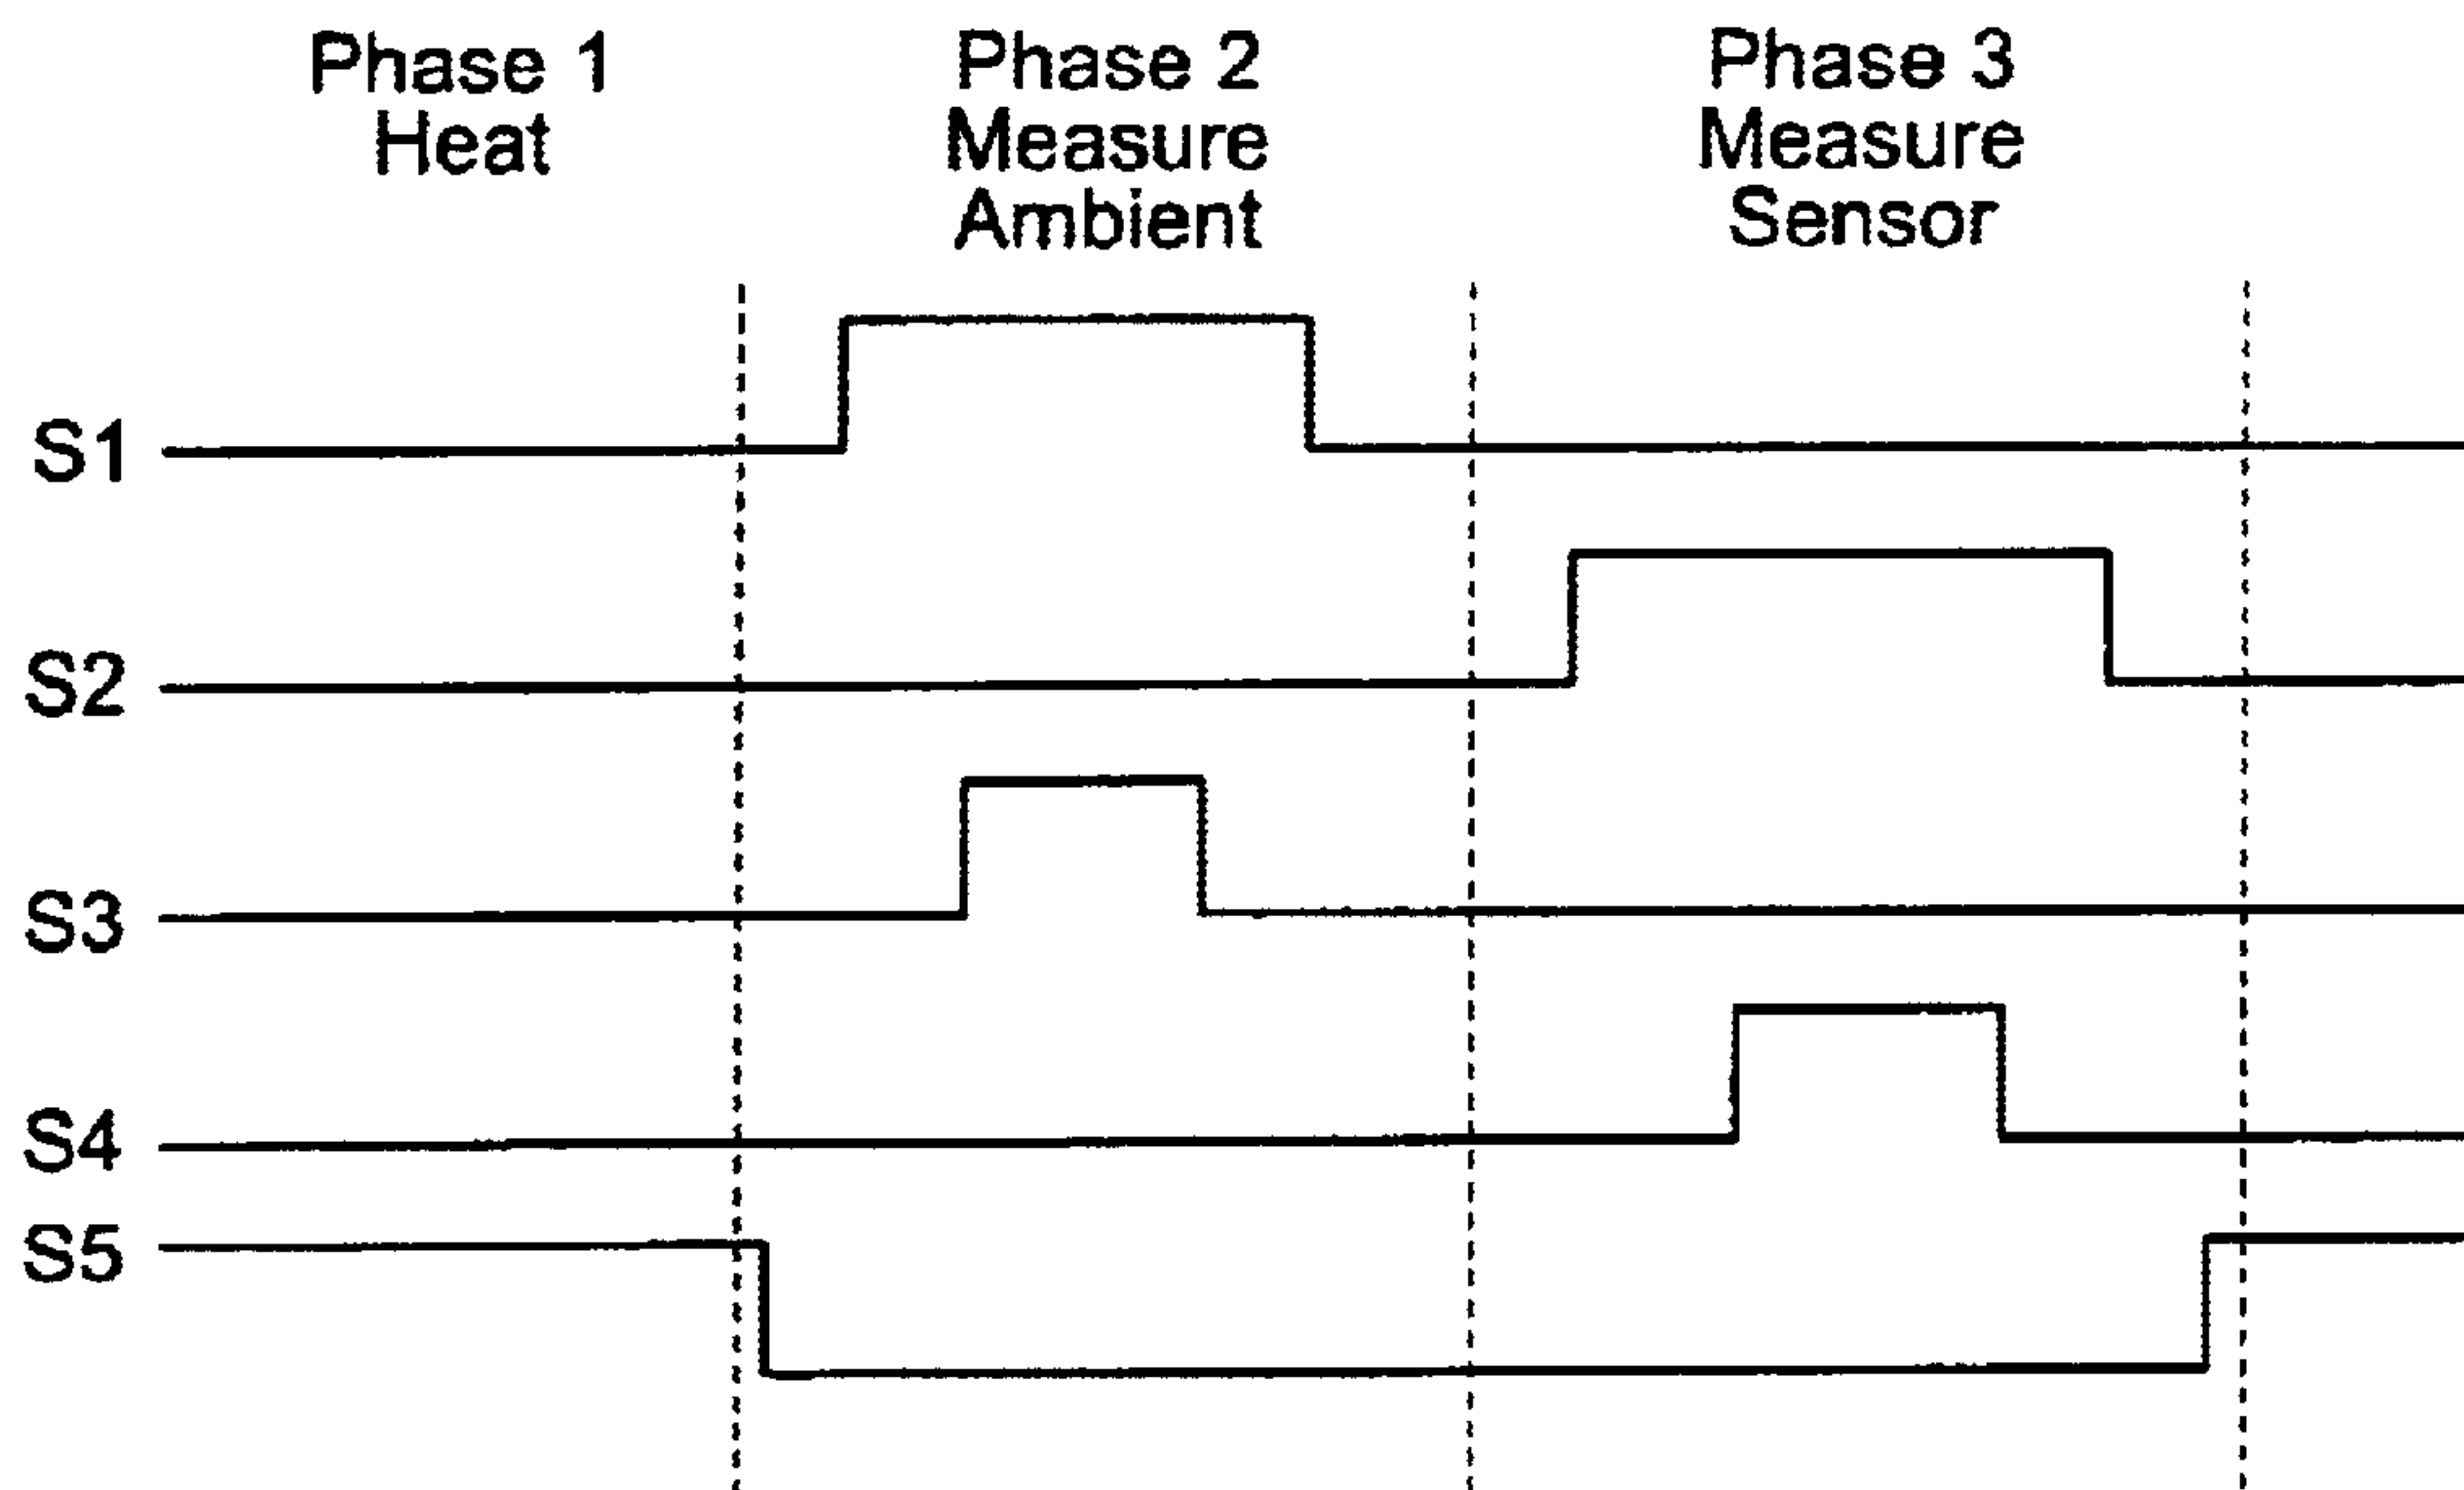 Phase 1
Heat
Phase 2
Measure
Ambient
Phase 3
Measure
Sensor
S1
S2
S3
S4
S5